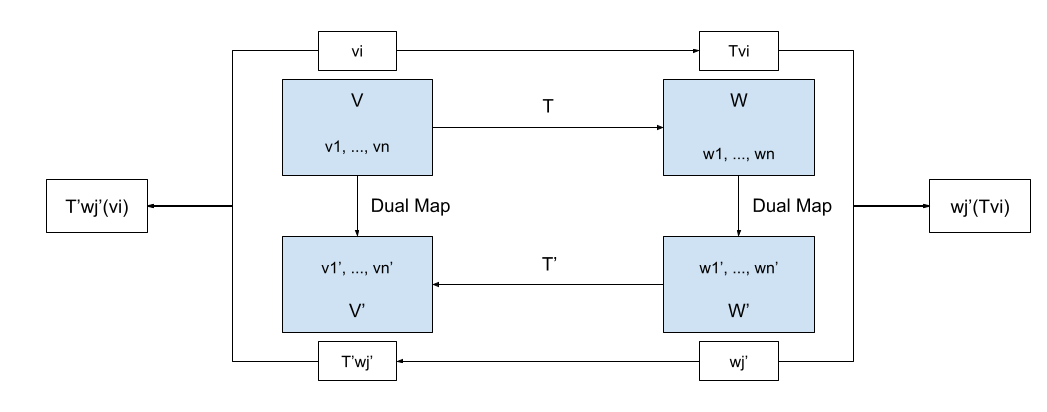 vi
Tvi
V
T
W
v1, ..., vn
w1, ..., wn
T’wj’(vi)
Dual Map
Dual Map
wj’(Tvi)
v1’, ..., vn’
T’
w1’, ..., wn’
V’
W’
T’wj’
wj’